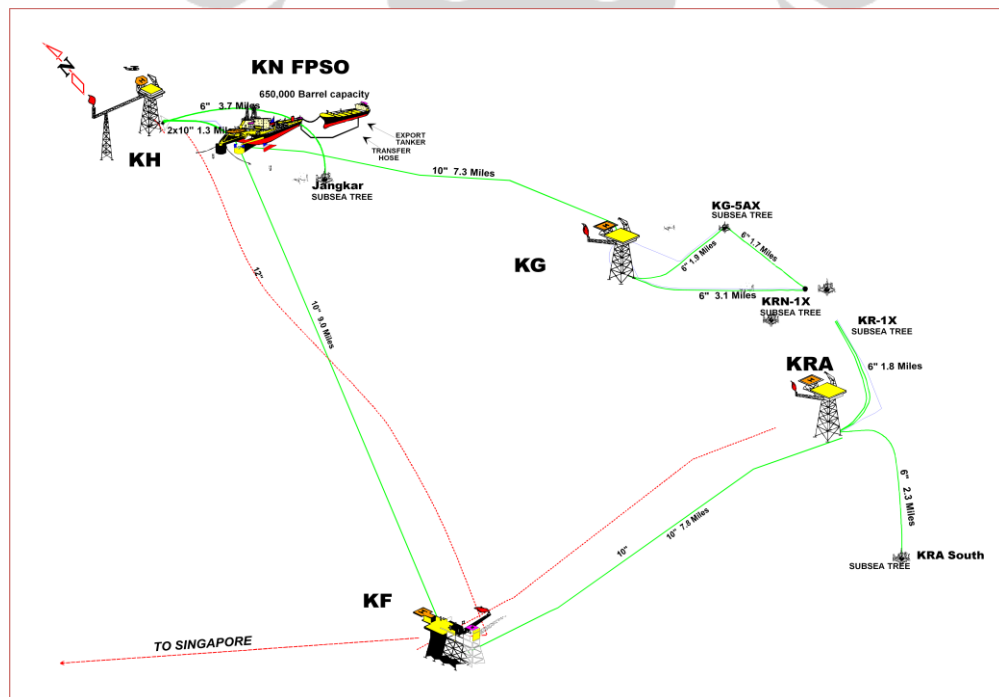 N
KN FPSO
650,000 Barrel capacity
6" 3.7 Miles
2x10" 1.3
KH
EXPORT
TANKER
TRANSFER
HOSE
Jangkar
SUBSEA TREE
10" 7.3 Miles
KG-5AX
SUBSEA TREE
6" 1.9 Miles
6" 1.7 Miles
KG
6" 3.1 Miles
KRN-1X
SUBSEA TREE
KR-1X
SUBSEA TREE
12"
10" 9.0 Miles
KRA
6" 1.8 Miles
6" 2.3 Miles
10"
10" 7.8 Miles
KRA South
SUBSEA TREE
KF
TO SINGAPORE